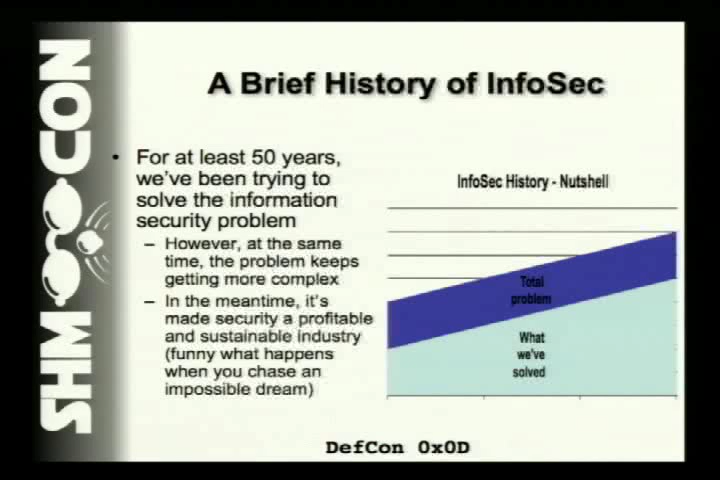 A Brief History of InfoSec
• For at least 50 years,
we've been trying to
solve the information
security problem
– However, at the same
time, the problem keeps
getting more complex
– In the meantime, it's
made security a profitable
and sustainable industry
(funny what happens
when you chase an
impossible dream)
InfoSec History - Nutshell
Total
problem
What
we've
solved
SHMOOCON
DefCon 0x0D